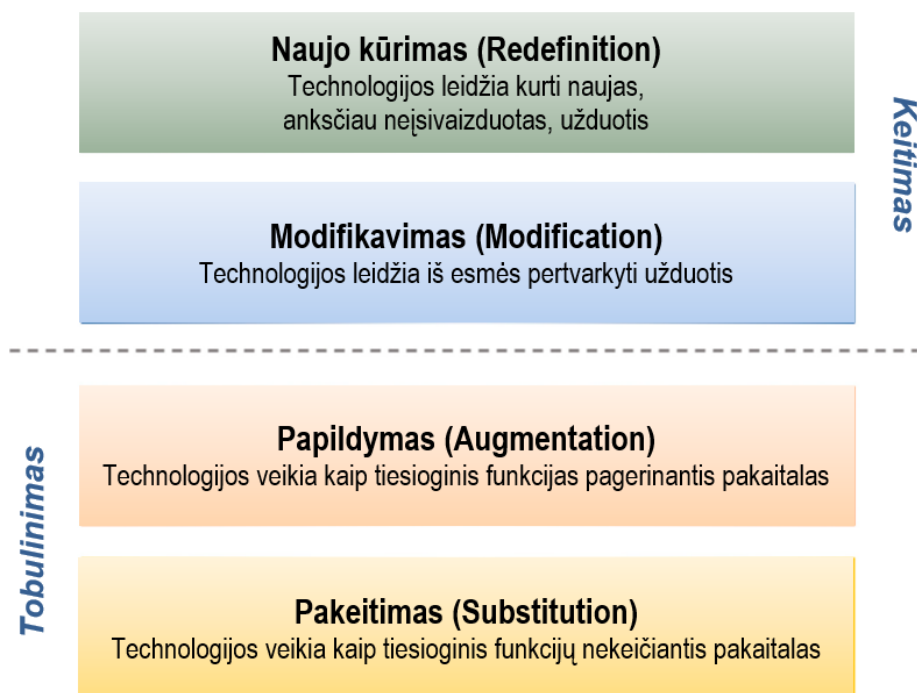 Naujo kūrimas (Redefinition)
Technologijos leidžia kurti naujas,
anksčiau neįsivaizduotas, užduotis
Keitimas
Modifikavimas (Modification)
Technologijos leidžia iš esmės pertvarkyti užduotis
Papildymas (Augmentation)
Technologijos veikia kaip tiesioginis funkcijas pagerinantis pakaitalas
Tobulinimas
Pakeitimas (Substitution)
Technologijos veikia kaip tiesioginis funkcijų nekeičiantis pakaitalas